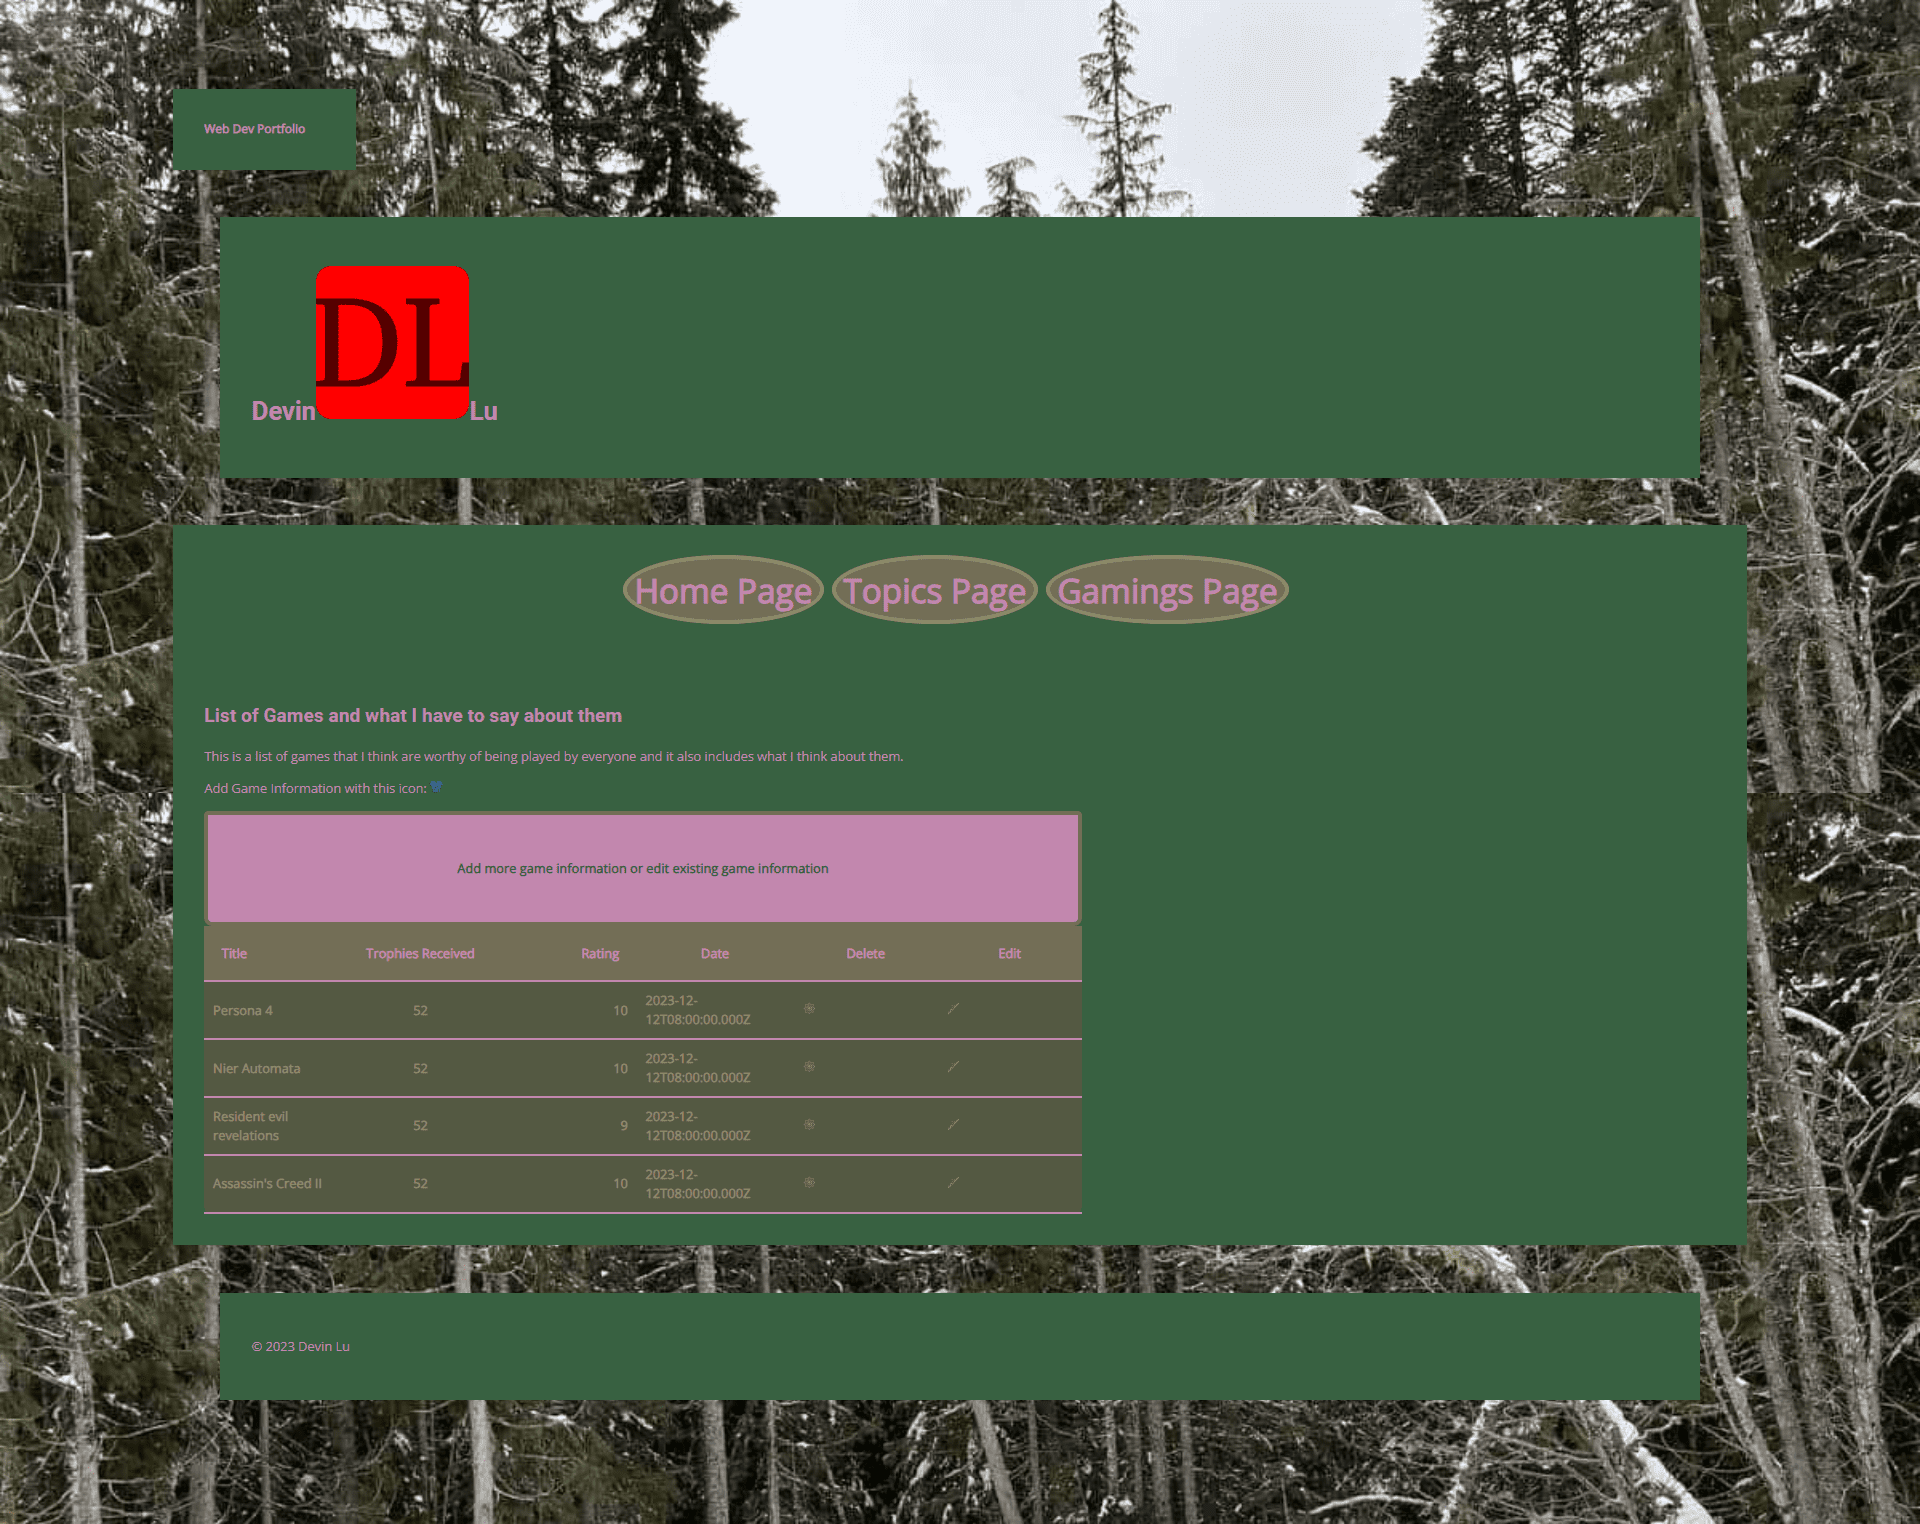 Web Dev Portfolio
DL
Devin Lu
Home Page Topics Page Gamings Page
List of Games and what I have to say about them
This is a list of games that I think are worthy of being played by everyone and it also includes what I think about them.
Add Game Information with this icon:
Add more game information or edit existing game information
Title Trophies Received Rating Date Delete Edit
Persona 4 52 10 2023-12-
12T08:00:00.000Z
Nier Automata 52 10 2023-12-
12T08:00:00.000Z
Resident evil
revelations 52 9 2023-12-
12T08:00:00.000Z
Assassin's Creed II 52 10 2023-12-
12T08:00:00.000Z
© 2023 Devin Lu